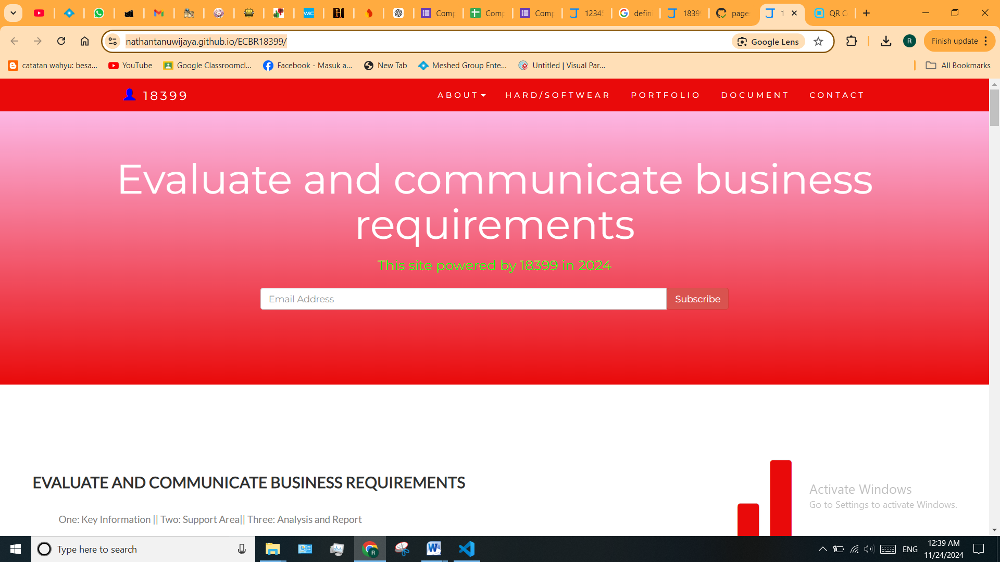 Comp
Comp
Comp
1234
defin
1839
page
1
QR C
nathantanuwijaya.github.io/ECBR18399/
Google Lens
R
Finish update
catatan wahyu: besa...
YouTube
Google Classroomcl...
Facebook - Masuk a...
New Tab
Meshed Group Ente...
Untitled | Visual Par...
All Bookmarks
18399
ABOUT
HARD/SOFTWEAR
PORTFOLIO
DOCUMENT
CONTACT
Evaluate and communicate business
requirements
This site powered by 18399 in 2024
Email Address
Subscribe
EVALUATE AND COMMUNICATE BUSINESS REQUIREMENTS
One: Key Information || Two: Support Area|| Three: Analysis and Report
Activate Windows
Go to Settings to activate Windows.
Type here to search
ENG
12:39 AM
11/24/2024